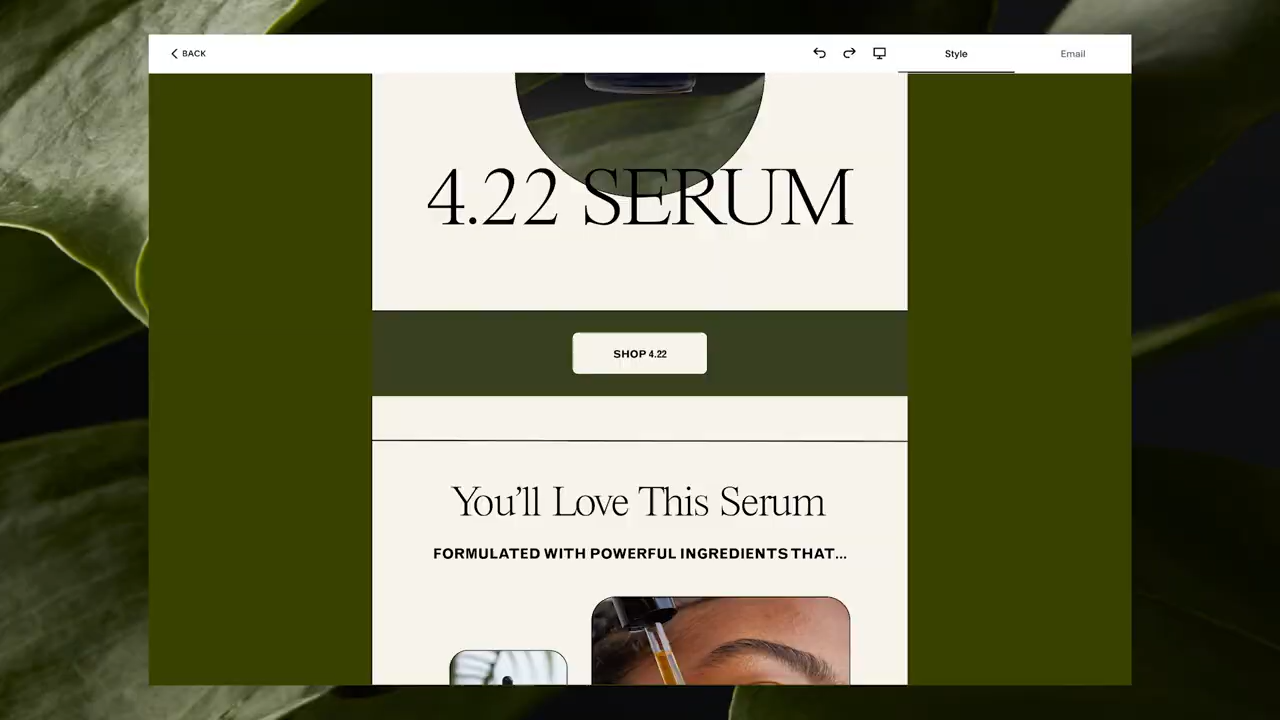 BACK
Style
Email
4.22 SERUM
SHOP 4.22
You’ll Love This Serum
FORMULATED WITH POWERFUL INGREDIENTS THAT...